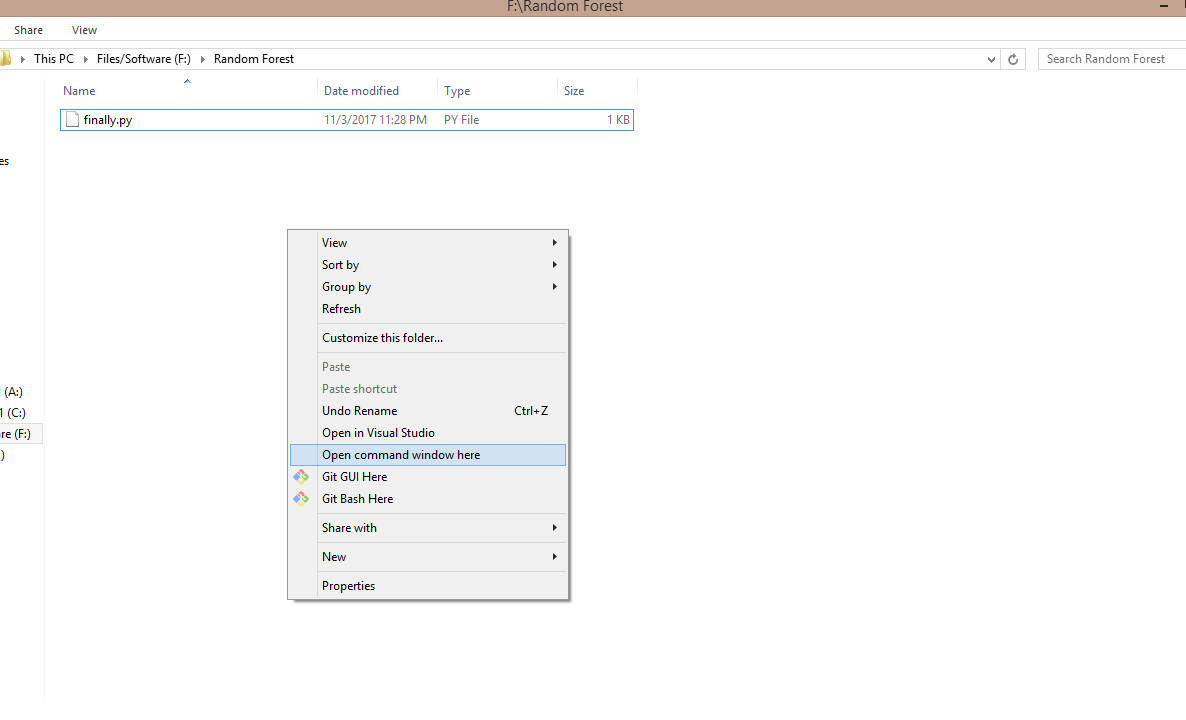 F:\Random Forest
Share View
This PC Files/Software (F:) Random Forest Search Random Forest
Name Date modified Type Size
finally.py 11/3/2017 11:28 PM PY File 1 KB
es
View
Sort by
Group by
Refresh
Customize this folder...
Paste
(A:)
Paste shortcut
1 (C:)
Undo Rename Ctrl+Z
re (F:)
Open in Visual Studio
)
Open command window here
Git GUI Here
Git Bash Here
Share with
New
Properties